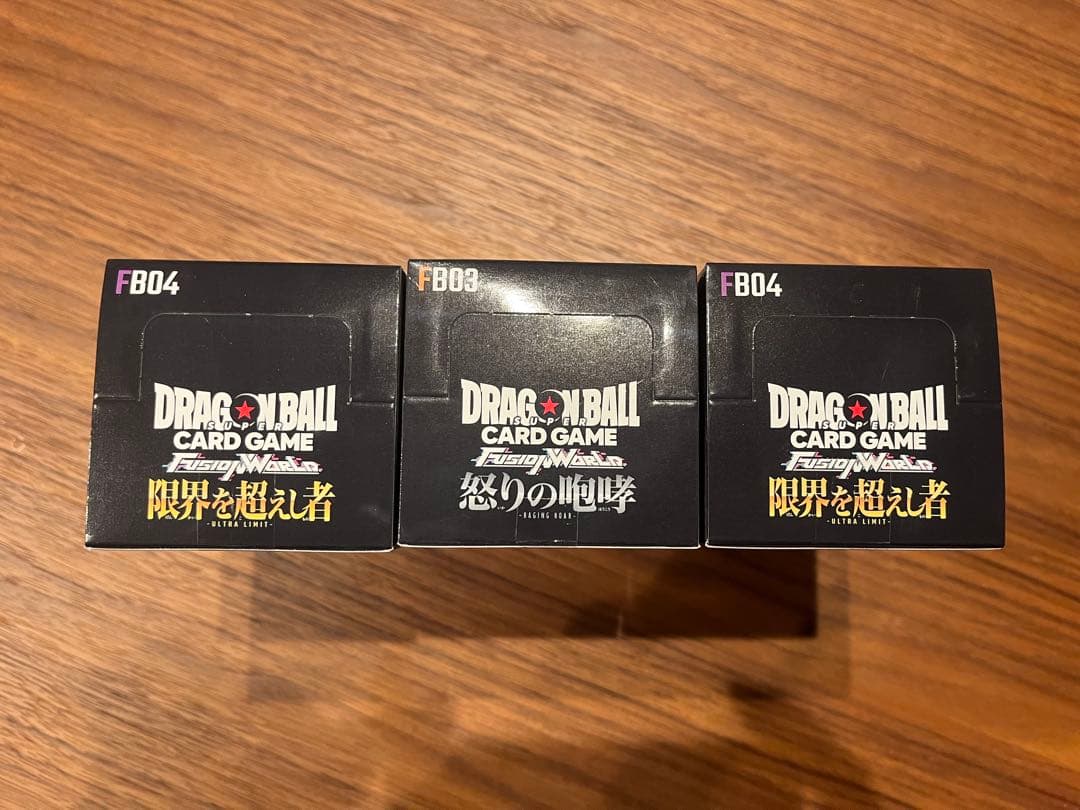 FB04
DRAGON BALL
SUPER
CARD GAME
FUSION WORLD
限界を超えし者
-ULTRA LIMIT-
FB03
DRAGON BALL
SUPER
CARD GAME
FUSION WORLD
怒りの咆哮
-RAGING ROAR-
FB04
DRAGON BALL
SUPER
CARD GAME
FUSION WORLD
限界を超えし者
-ULTRA LIMIT-